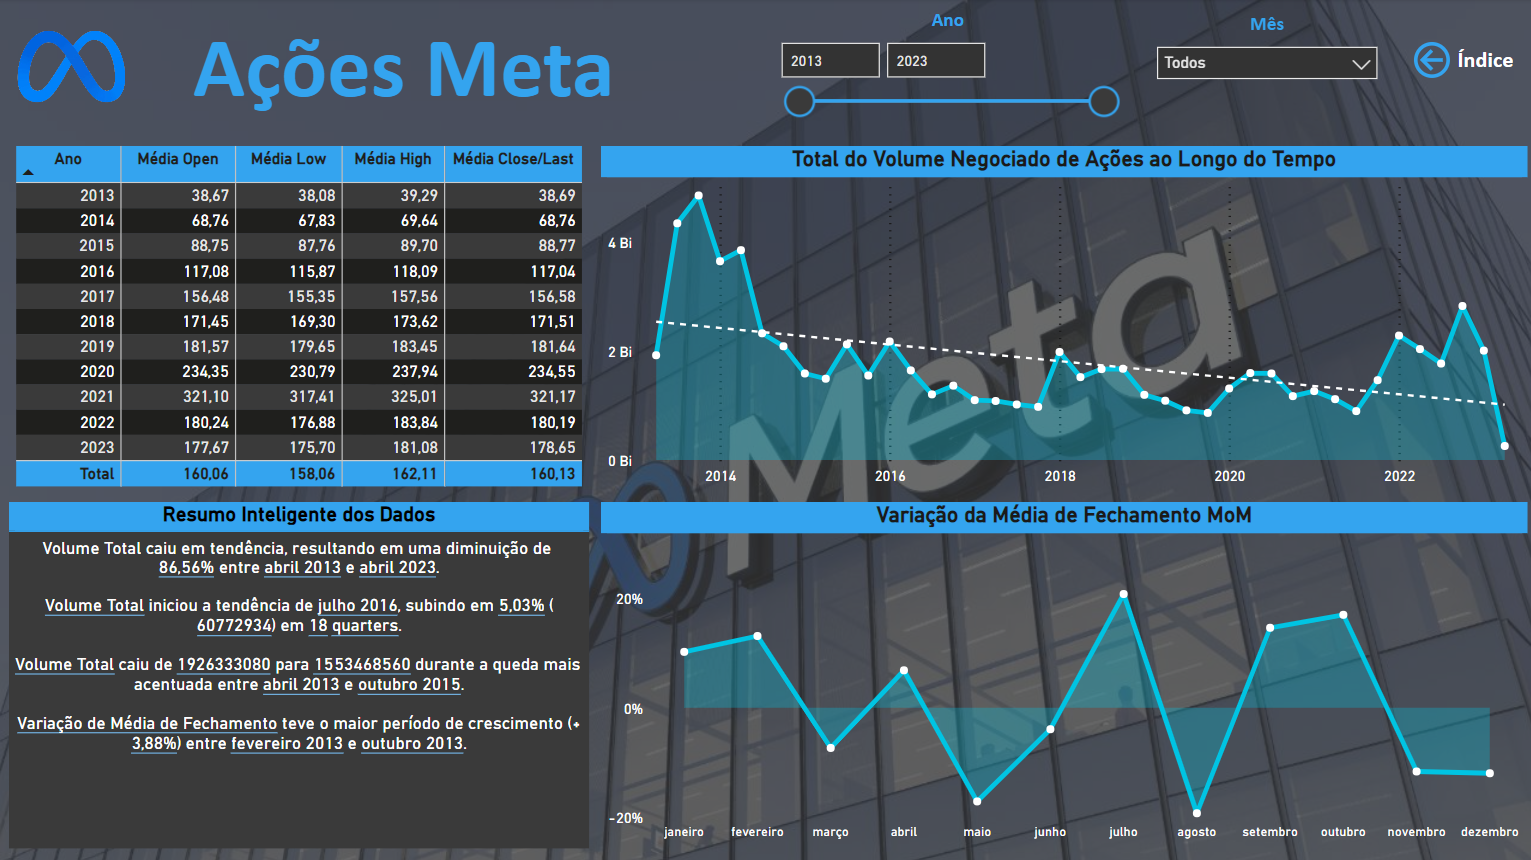 Ações Meta
Ano
2013 2023
Mês
Todos
Índice
Ano Média Open Média Low Média High Média Close/Last
2013 38,67 38,08 39,29 38,69
2014 68,76 67,83 69,64 68,76
2015 88,75 87,76 89,70 88,77
2016 117,08 115,87 118,09 117,04
2017 156,48 155,35 157,56 156,58
2018 171,45 169,30 173,62 171,51
2019 181,57 179,65 183,45 181,64
2020 234,35 230,79 237,94 234,55
2021 321,10 317,41 325,01 321,17
2022 180,24 176,88 183,84 180,19
2023 177,67 175,70 181,08 178,65
Total 160,06 158,06 162,11 160,13
Total do Volume Negociado de Ações ao Longo do Tempo
4 Bi
2 Bi
0 Bi
2014 2016 2018 2020 2022
Meta
Resumo Inteligente dos Dados
Volume Total caiu em tendência, resultando em uma diminuição de
86,56% entre abril 2013 e abril 2023.
Volume Total iniciou a tendência de julho 2016, subindo em 5,03% (
60772934) em 18 quarters.
Volume Total caiu de 1926333080 para 1553468560 durante a queda mais
acentuada entre abril 2013 e outubro 2015.
Variação de Média de Fechamento teve o maior período de crescimento (+
3,88%) entre fevereiro 2013 e outubro 2013.
Variação da Média de Fechamento MoM
20%
0%
-20%
janeiro fevereiro março abril maio junho julho agosto setembro outubro novembro dezembro